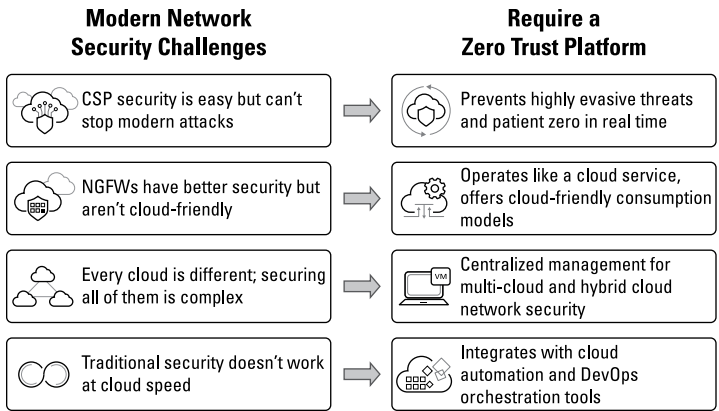 Modern Network
Security Challenges
Require a
Zero Trust Platform
CSP security is easy but can't
stop modern attacks
Prevents highly evasive threats
and patient zero in real time
NGFWs have better security but
aren't cloud-friendly
Operates like a cloud service,
offers cloud-friendly consumption
models
Every cloud is different; securing
all of them is complex
VM
Centralized management for
multi-cloud and hybrid cloud
network security
Traditional security doesn't work
at cloud speed
Integrates with cloud
automation and DevOps
orchestration tools